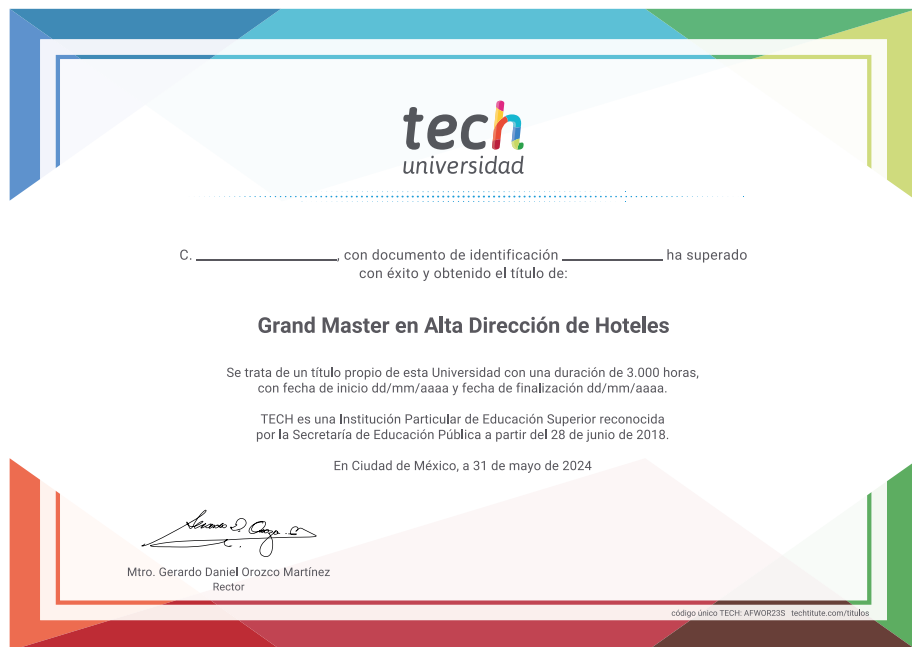 tech
universidad
C. ________________, con documento de identificación ____________ ha superado
con éxito y obtenido el título de:
Grand Master en Alta Dirección de Hoteles
Se trata de un título propio de esta Universidad con una duración de 3.000 horas,
con fecha de inicio dd/mm/aaaa y fecha de finalización dd/mm/aaaa.
TECH es una Institución Particular de Educación Superior reconocida
por la Secretaría de Educación Pública a partir del 28 de junio de 2018.
En Ciudad de México, a 31 de mayo de 2024
Mtro. Gerardo Daniel Orozco Martínez
Rector
código único TECH: AFWOR23S techtitute.com/titulos